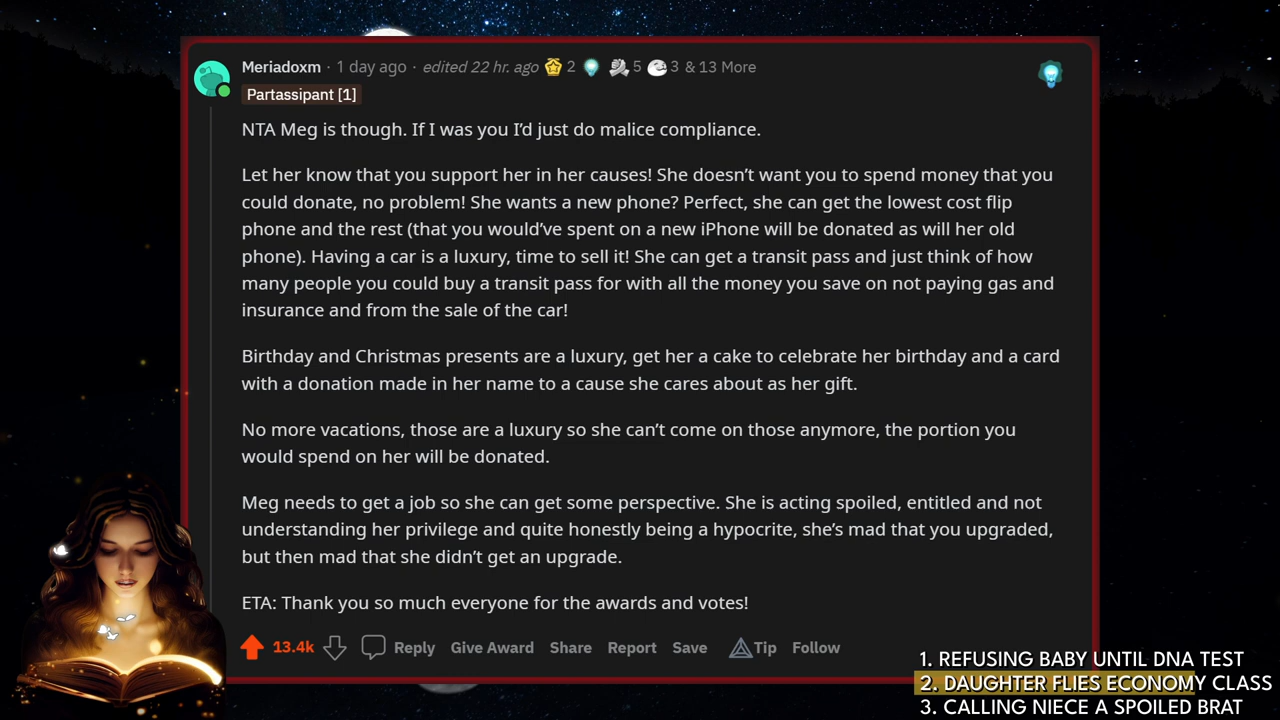 Meriadoxm · 1 day ago · edited 22 hr. ago 2 5 3 & 13 More
Partassipant [1]
NTA Meg is though. If I was you I’d just do malice compliance.
Let her know that you support her in her causes! She doesn’t want you to spend money that you
could donate, no problem! She wants a new phone? Perfect, she can get the lowest cost flip
phone and the rest (that you would’ve spent on a new iPhone will be donated as will her old
phone). Having a car is a luxury, time to sell it! She can get a transit pass and just think of how
many people you could buy a transit pass for with all the money you save on not paying gas and
insurance and from the sale of the car!
Birthday and Christmas presents are a luxury, get her a cake to celebrate her birthday and a card
with a donation made in her name to a cause she cares about as her gift.
No more vacations, those are a luxury so she can’t come on those anymore, the portion you
would spend on her will be donated.
Meg needs to get a job so she can get some perspective. She is acting spoiled, entitled and not
understanding her privilege and quite honestly being a hypocrite, she’s mad that you upgraded,
but then mad that she didn’t get an upgrade.
ETA: Thank you so much everyone for the awards and votes!
13.4k Reply Give Award Share Report Save Tip Follow
1. REFUSING BABY UNTIL DNA TEST
2. DAUGHTER FLIES ECONOMY CLASS
3. CALLING NIECE A SPOILED BRAT